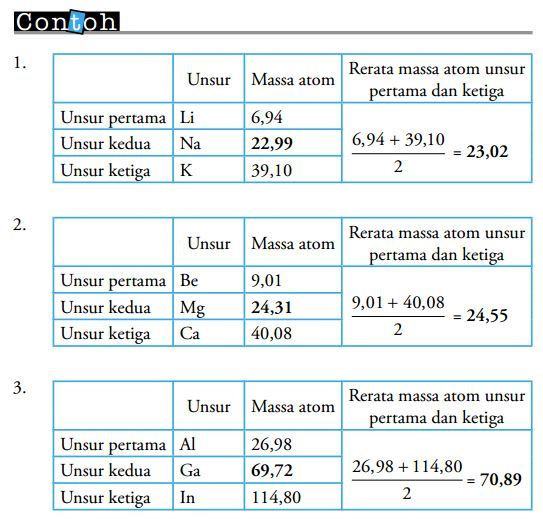 Contoh
1.
Unsur Massa atom Rerata massa atom unsur
pertama dan ketiga
Unsur pertama Li 6,94
Unsur kedua Na 22,99
Unsur ketiga K 39,10
6,94 + 39,10
2
= 23,02
2.
Unsur Massa atom Rerata massa atom unsur
pertama dan ketiga
Unsur pertama Be 9,01
Unsur kedua Mg 24,31
Unsur ketiga Ca 40,08
9,01 + 40,08
2
= 24,55
3.
Unsur Massa atom Rerata massa atom unsur
pertama dan ketiga
Unsur pertama Al 26,98
Unsur kedua Ga 69,72
Unsur ketiga In 114,80
26,98 + 114,80
2
= 70,89